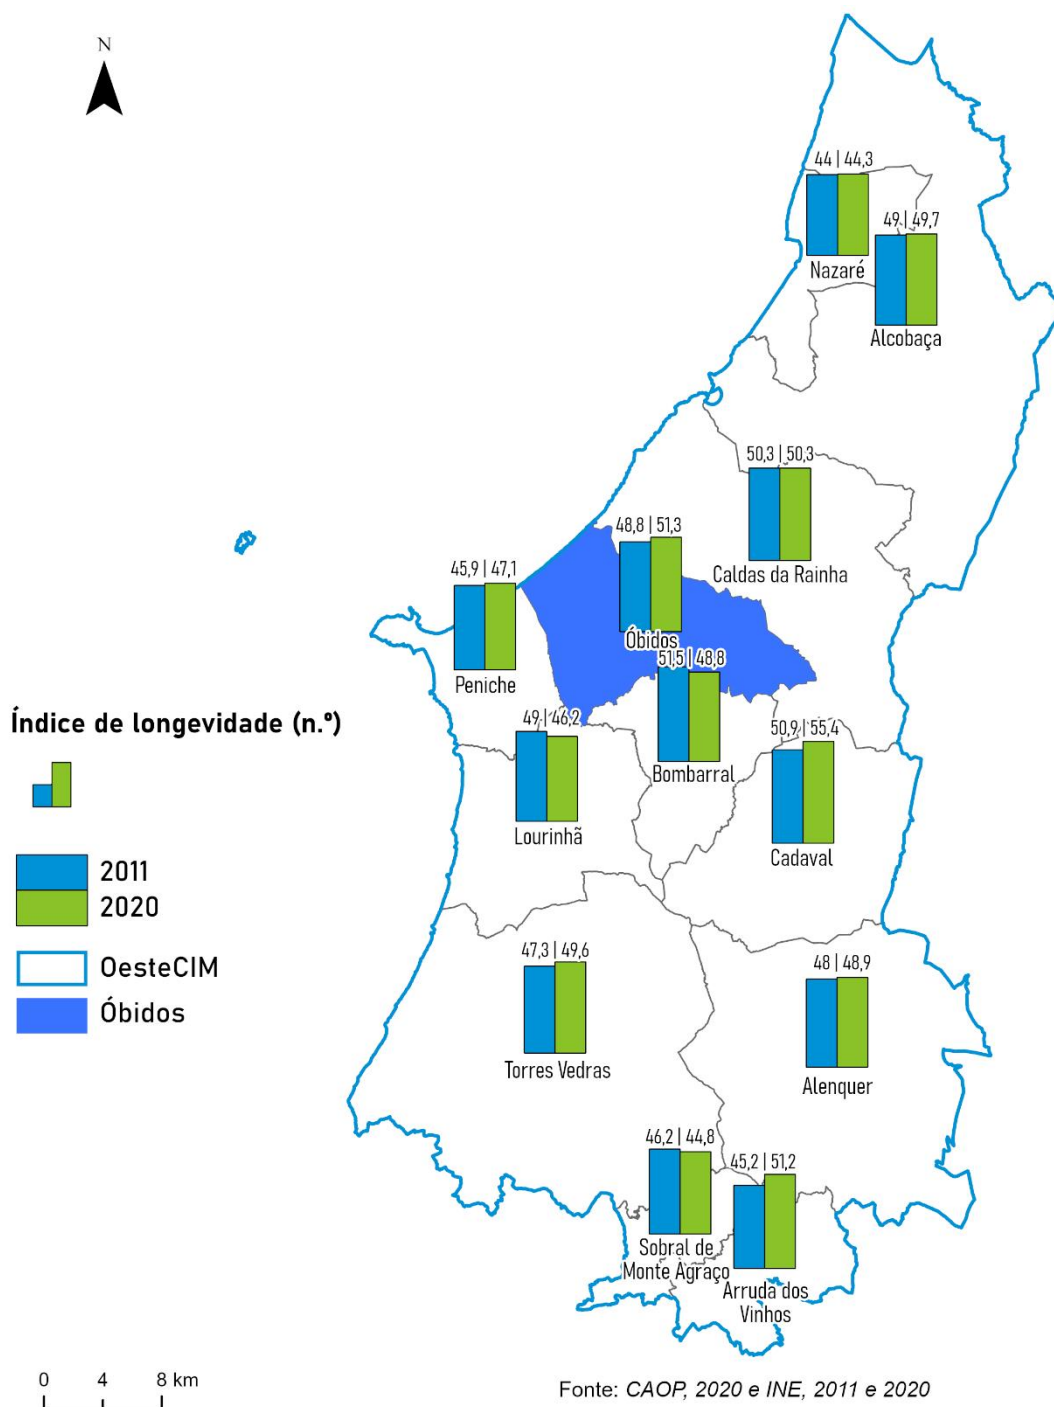 N
44 | 44,3
Nazaré
49 | 49,7
Alcobaça
50,3 | 50,3
Caldas da Rainha
48,8 | 51,3
Óbidos
45,9 | 47,1
Peniche
51,5 | 48,8
Bombarral
49 | 46,2
Lourinhã
50,9 | 55,4
Cadaval
Índice de longevidade (n.º)
2011
2020
OesteCIM
Óbidos
47,3 | 49,6
Torres Vedras
48 | 48,9
Alenquer
46,2 | 44,8
Sobral de
Monte Agraço
45,2 | 51,2
Arruda dos
Vinhos
0 4 8 km
Fonte: CAOP, 2020 e INE, 2011 e 2020